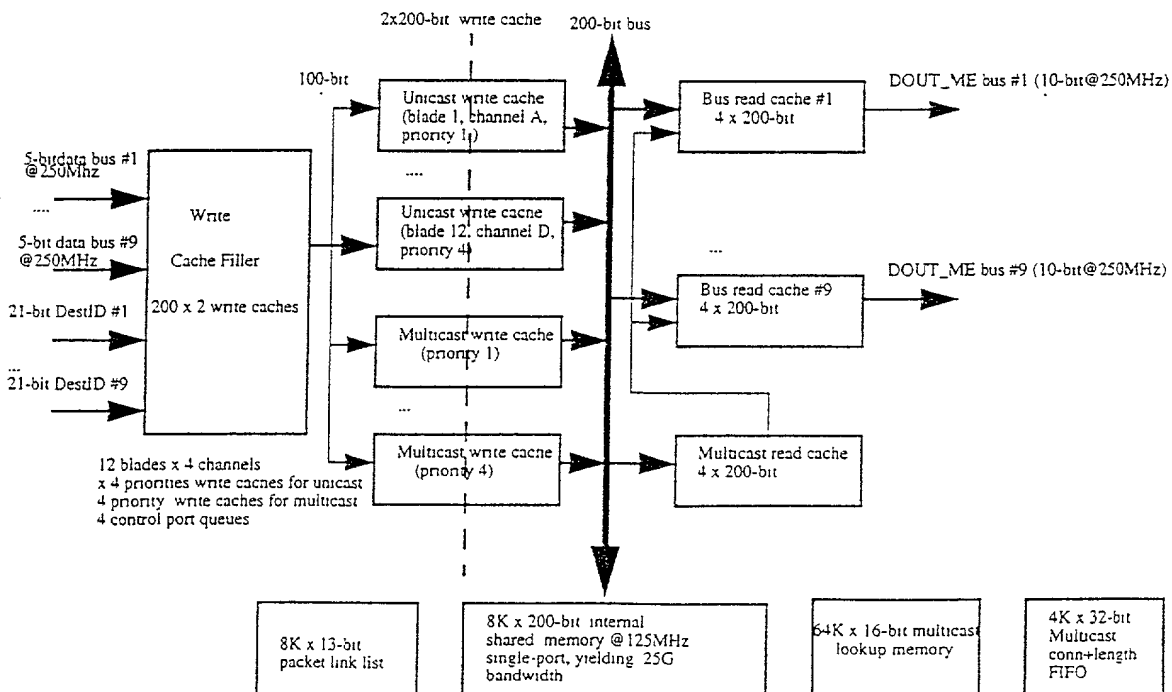 2x200-bit write cache
200-bit bus
100-bit
Unicast write cache
(blade 1, channel A,
priority 1)
....
Unicast write cache
(blade 12, channel D,
priority 4)
Multicast write cache
(priority 1)
...
Multicast write cache
(priority 4)
5-bitdata bus #1
@250Mhz
....
5-bit data bus #9
@250MHz
21-bit DestID #1
...
21-bit DestID #9
Write
Cache Filler
200 x 2 write caches
12 blades x 4 channels
x 4 priorities write caches for unicast
4 priority write caches for multicast
4 control port queues
Bus read cache #1
4 x 200-bit
...
Bus read cache #9
4 x 200-bit
Multicast read cache
4 x 200-bit
DOUT_ME bus #1 (10-bit@250MHz)
DOUT_ME bus #9 (10-bit@250MHz)
8K x 13-bit
packet link list
8K x 200-bit internal
shared memory @125MHz
single-port, yielding 25G
bandwidth
64K x 16-bit multicast
lookup memory
4K x 32-bit
Multicast
conn+length
FIFO